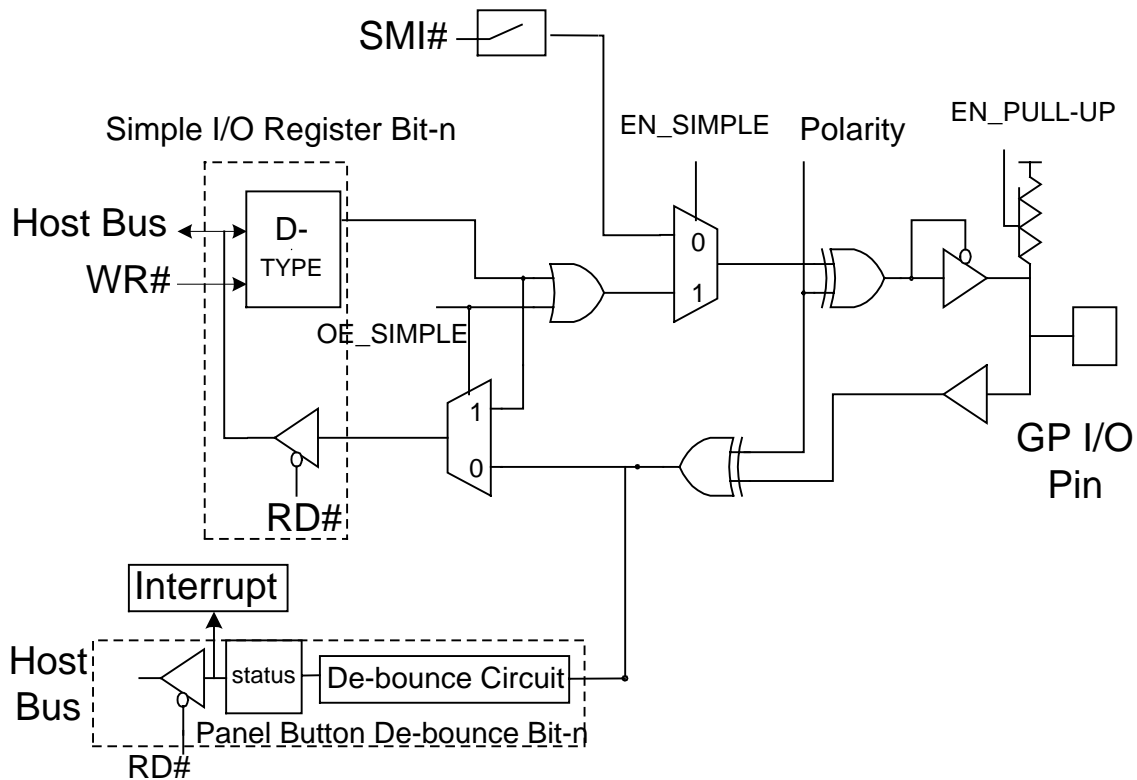 SMI#
EN_SIMPLE
Polarity
EN_PULL-UP
Simple I/O Register Bit-n
Host Bus
D-
TYPE
WR#
0
1
OE_SIMPLE
1
0
RD#
GP I/O
Pin
Interrupt
Host
Bus
status
De-bounce Circuit
Panel Button De-bounce Bit-n
RD#